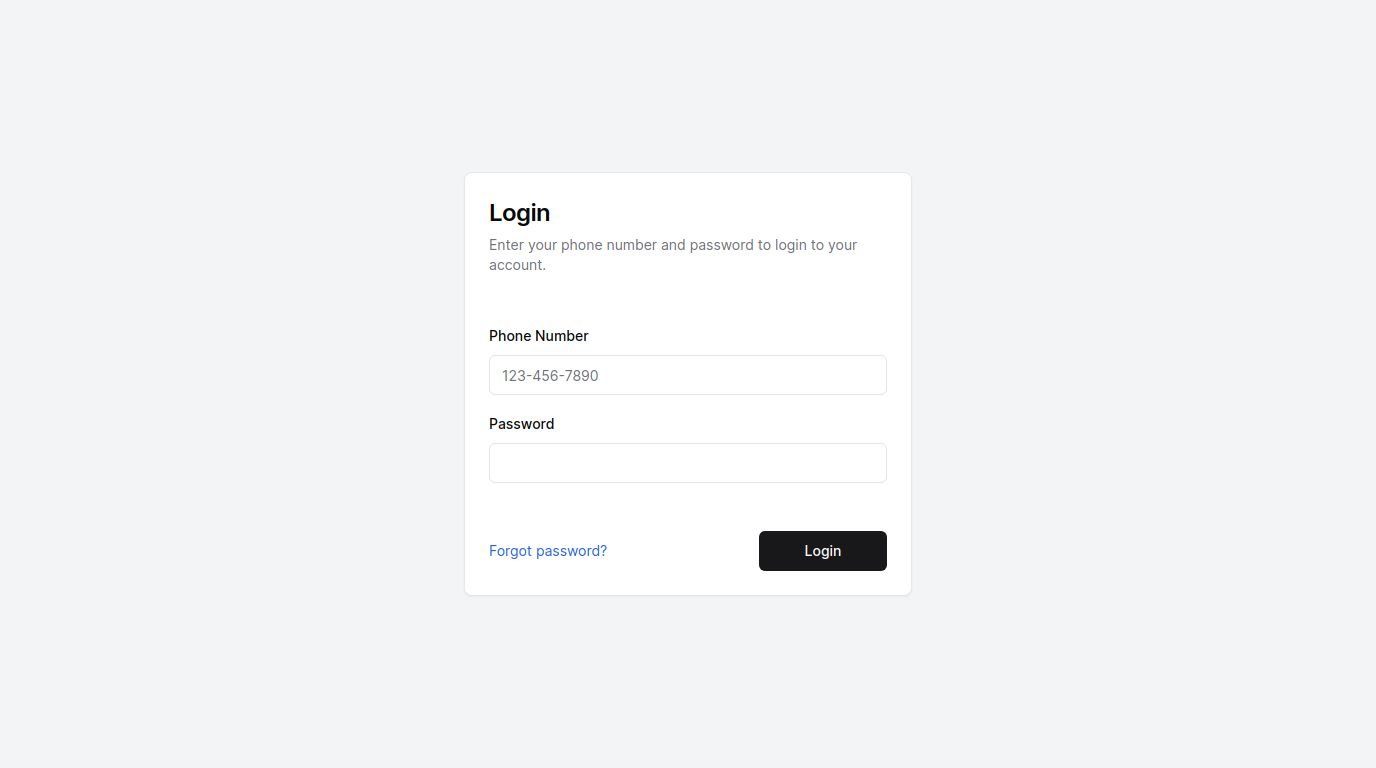 Login
Enter your phone number and password to login to your
account.
Phone Number
123-456-7890
Password
Forgot password?
Login